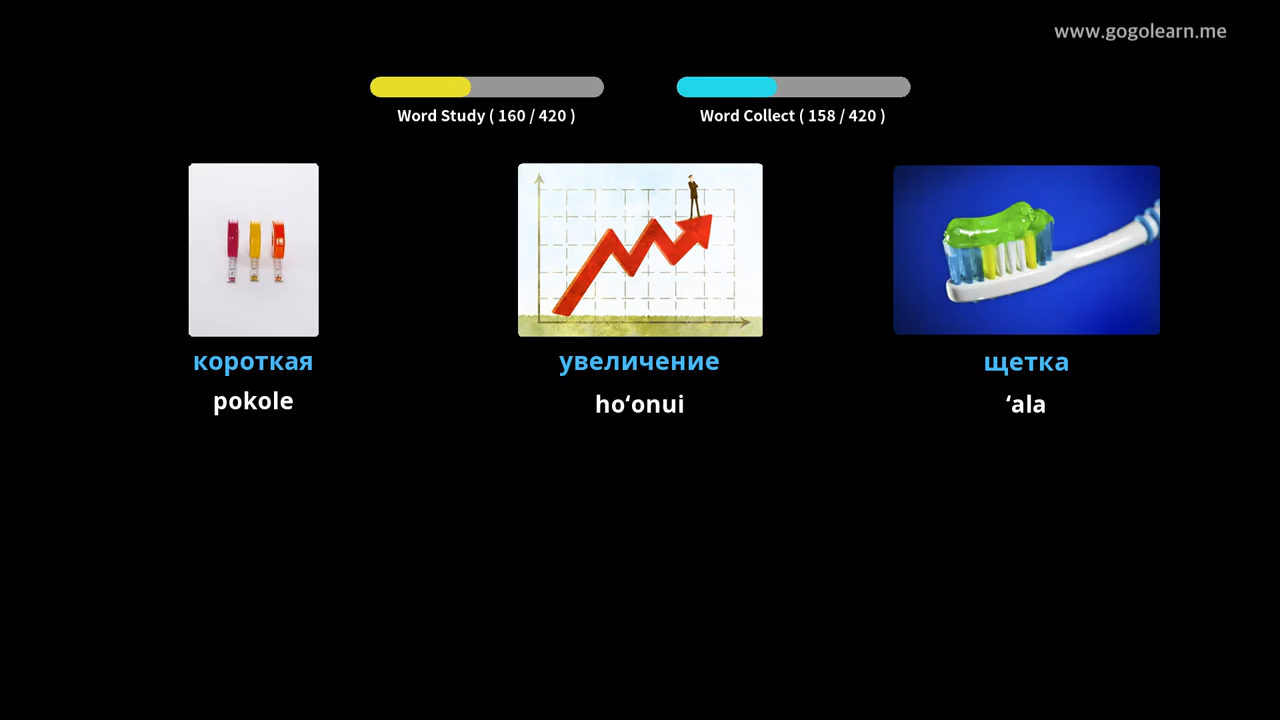 www.gogolearn.me
Word Study ( 160 / 420 )
Word Collect ( 158 / 420 )
короткая
увеличение
щетка
pokole
hoʻonui
ʻala